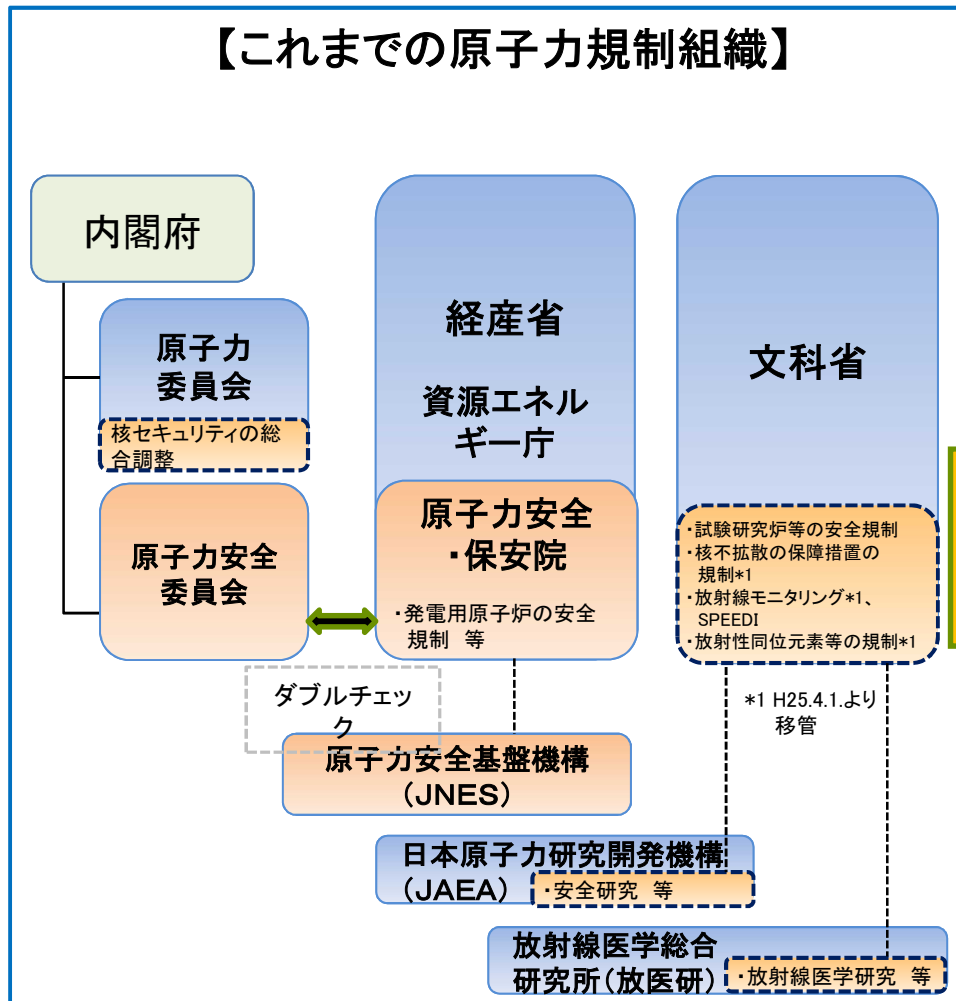 【これまでの原子力規制組織】
内閣府
原子力
委員会
核セキュリティの総
合調整
原子力安全
委員会
経産省
資源エネル
ギー庁
原子力安全
・保安院
・発電用原子炉の安全
規制 等
文科省
・試験研究炉等の安全規制
・核不拡散の保障措置の
規制*1
・放射線モニタリング*1、
SPEEDI
・放射性同位元素等の規制*1
ダブルチェッ
ク
*1 H25.4.1.より
移管
原子力安全基盤機構
（JNES）
日本原子力研究開発機構
（JAEA）
・安全研究 等
放射線医学総合
研究所（放医研）
・放射線医学研究 等